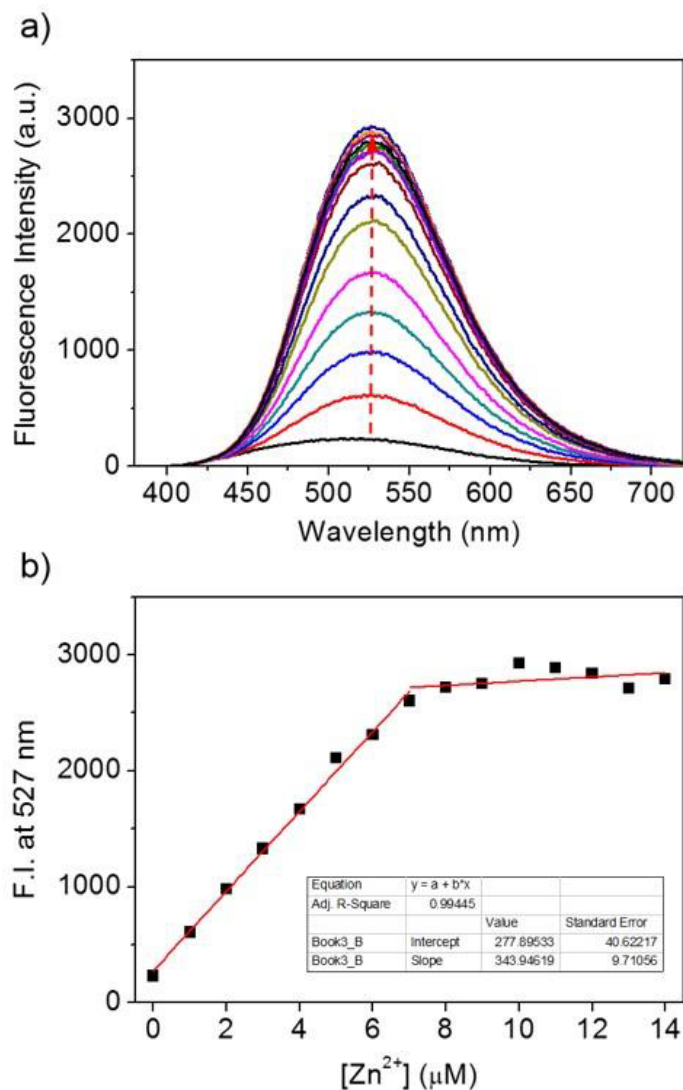 a)
Fluorescence Intensity (a.u.)
3000
2000
1000
0
400 450 500 550 600 650 700
Wavelength (nm)
b)
F.I. at 527 nm
3000
2000
1000
0
Equation y = a + b*x
Adj. R-Square 0.99445
Value Standard Error
Book3_B Intercept 277.89533 40.62217
Book3_B Slope 343.94619 9.71056
0 2 4 6 8 10 12 14
[Zn²⁺] (μM)